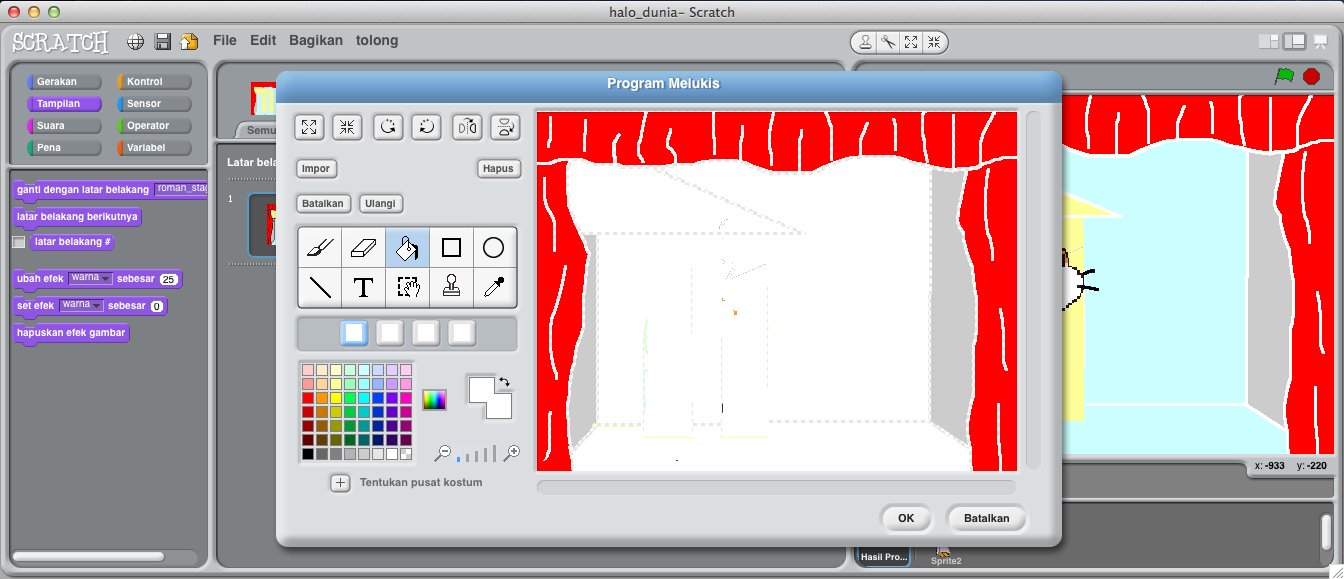 halo_dunia- Scratch
SCRATCH
File Edit Bagikan tolong
Program Melukis
Gerakan Kontrol
Tampilan Sensor
Suara Operator
Pena Variabel
Semu
Latar bela
1
ganti dengan latar belakang roman_stag
latar belakang berikutnya
latar belakang #
ubah efek warna sebesar 25
set efek warna sebesar 0
hapuskan efek gambar
Impor Hapus
Batalkan Ulangi
T
Tentukan pusat kostum
OK Batalkan
x: -933 y: -220
Hasil Pro...
Sprite2